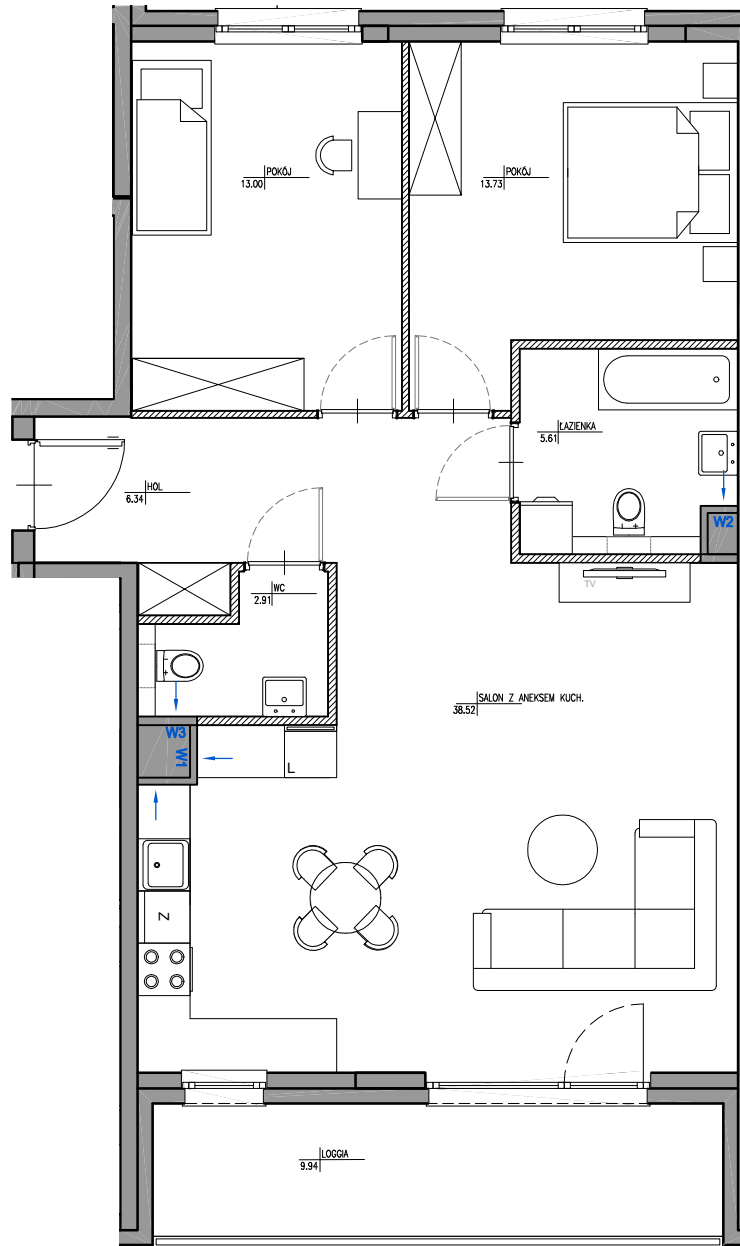 POKÓJ
13.00
POKÓJ
13.73
ŁAZIENKA
5.61
HOL
6.34
W2
TV
WC
2.91
SALON Z ANEKSEM KUCH.
38.52
W3
W1
L
Z
LOGGIA
9.94